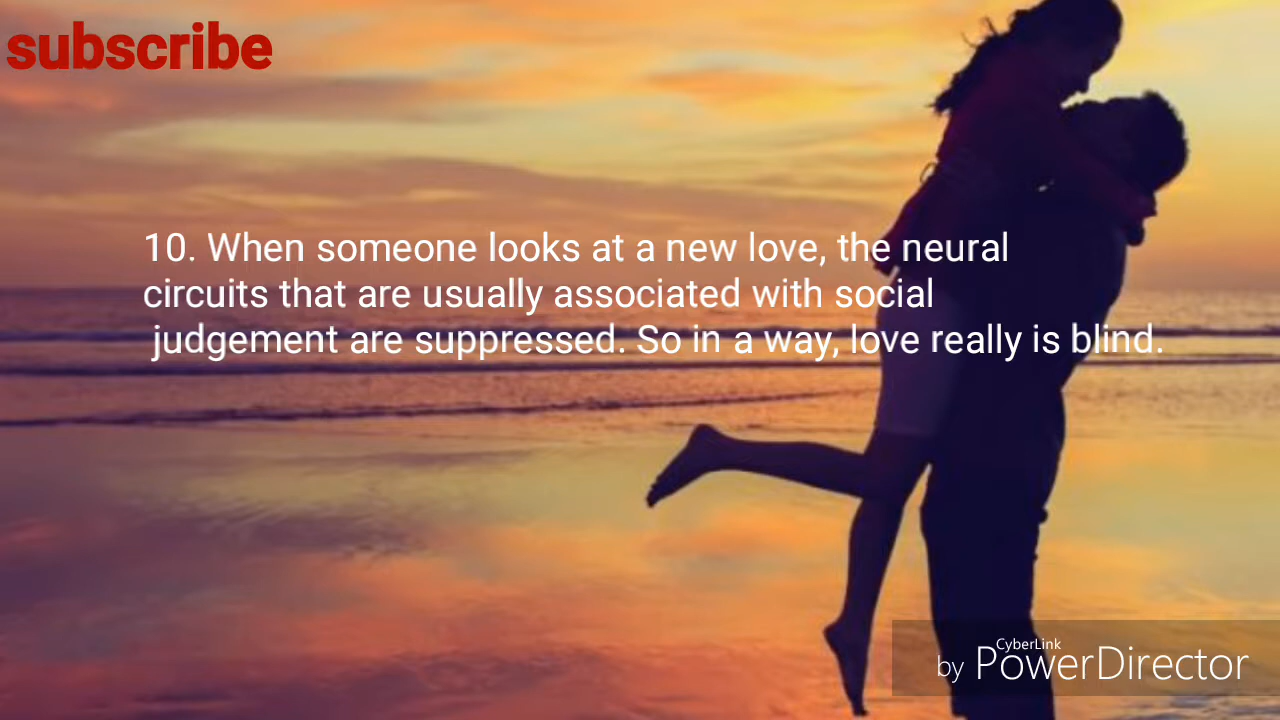 subscribe
10. When someone looks at a new love, the neural
circuits that are usually associated with social
judgement are suppressed. So in a way, love really is blind.
CyberLink
by PowerDirector